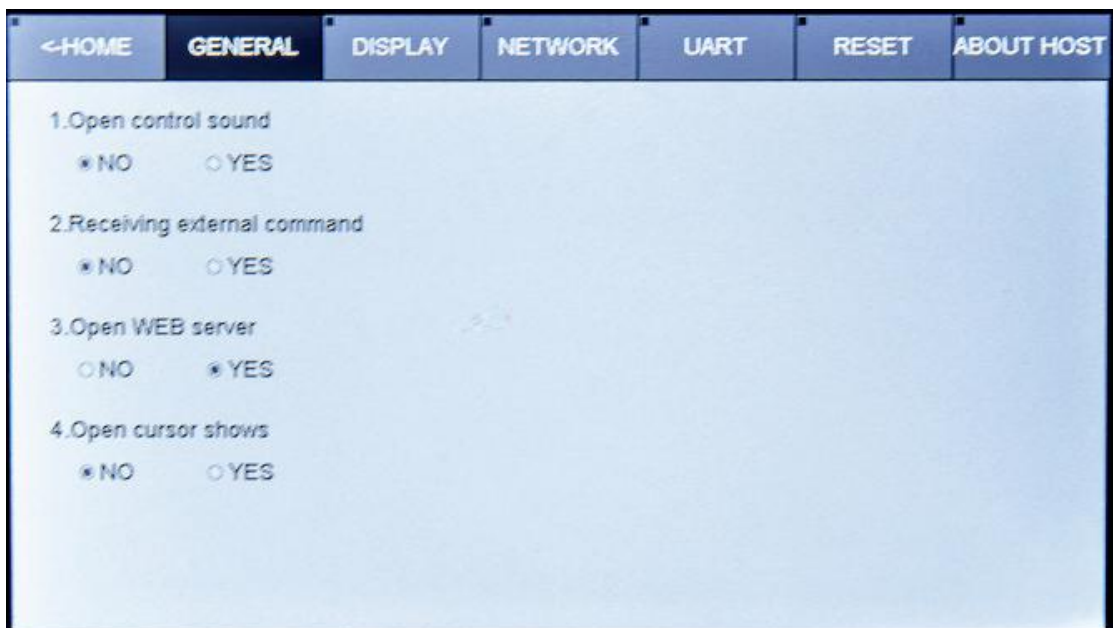 <-HOME GENERAL DISPLAY NETWORK UART RESET ABOUT HOST
1.Open control sound
NO YES
2.Receiving external command
NO YES
3.Open WEB server
NO YES
4.Open cursor shows
NO YES